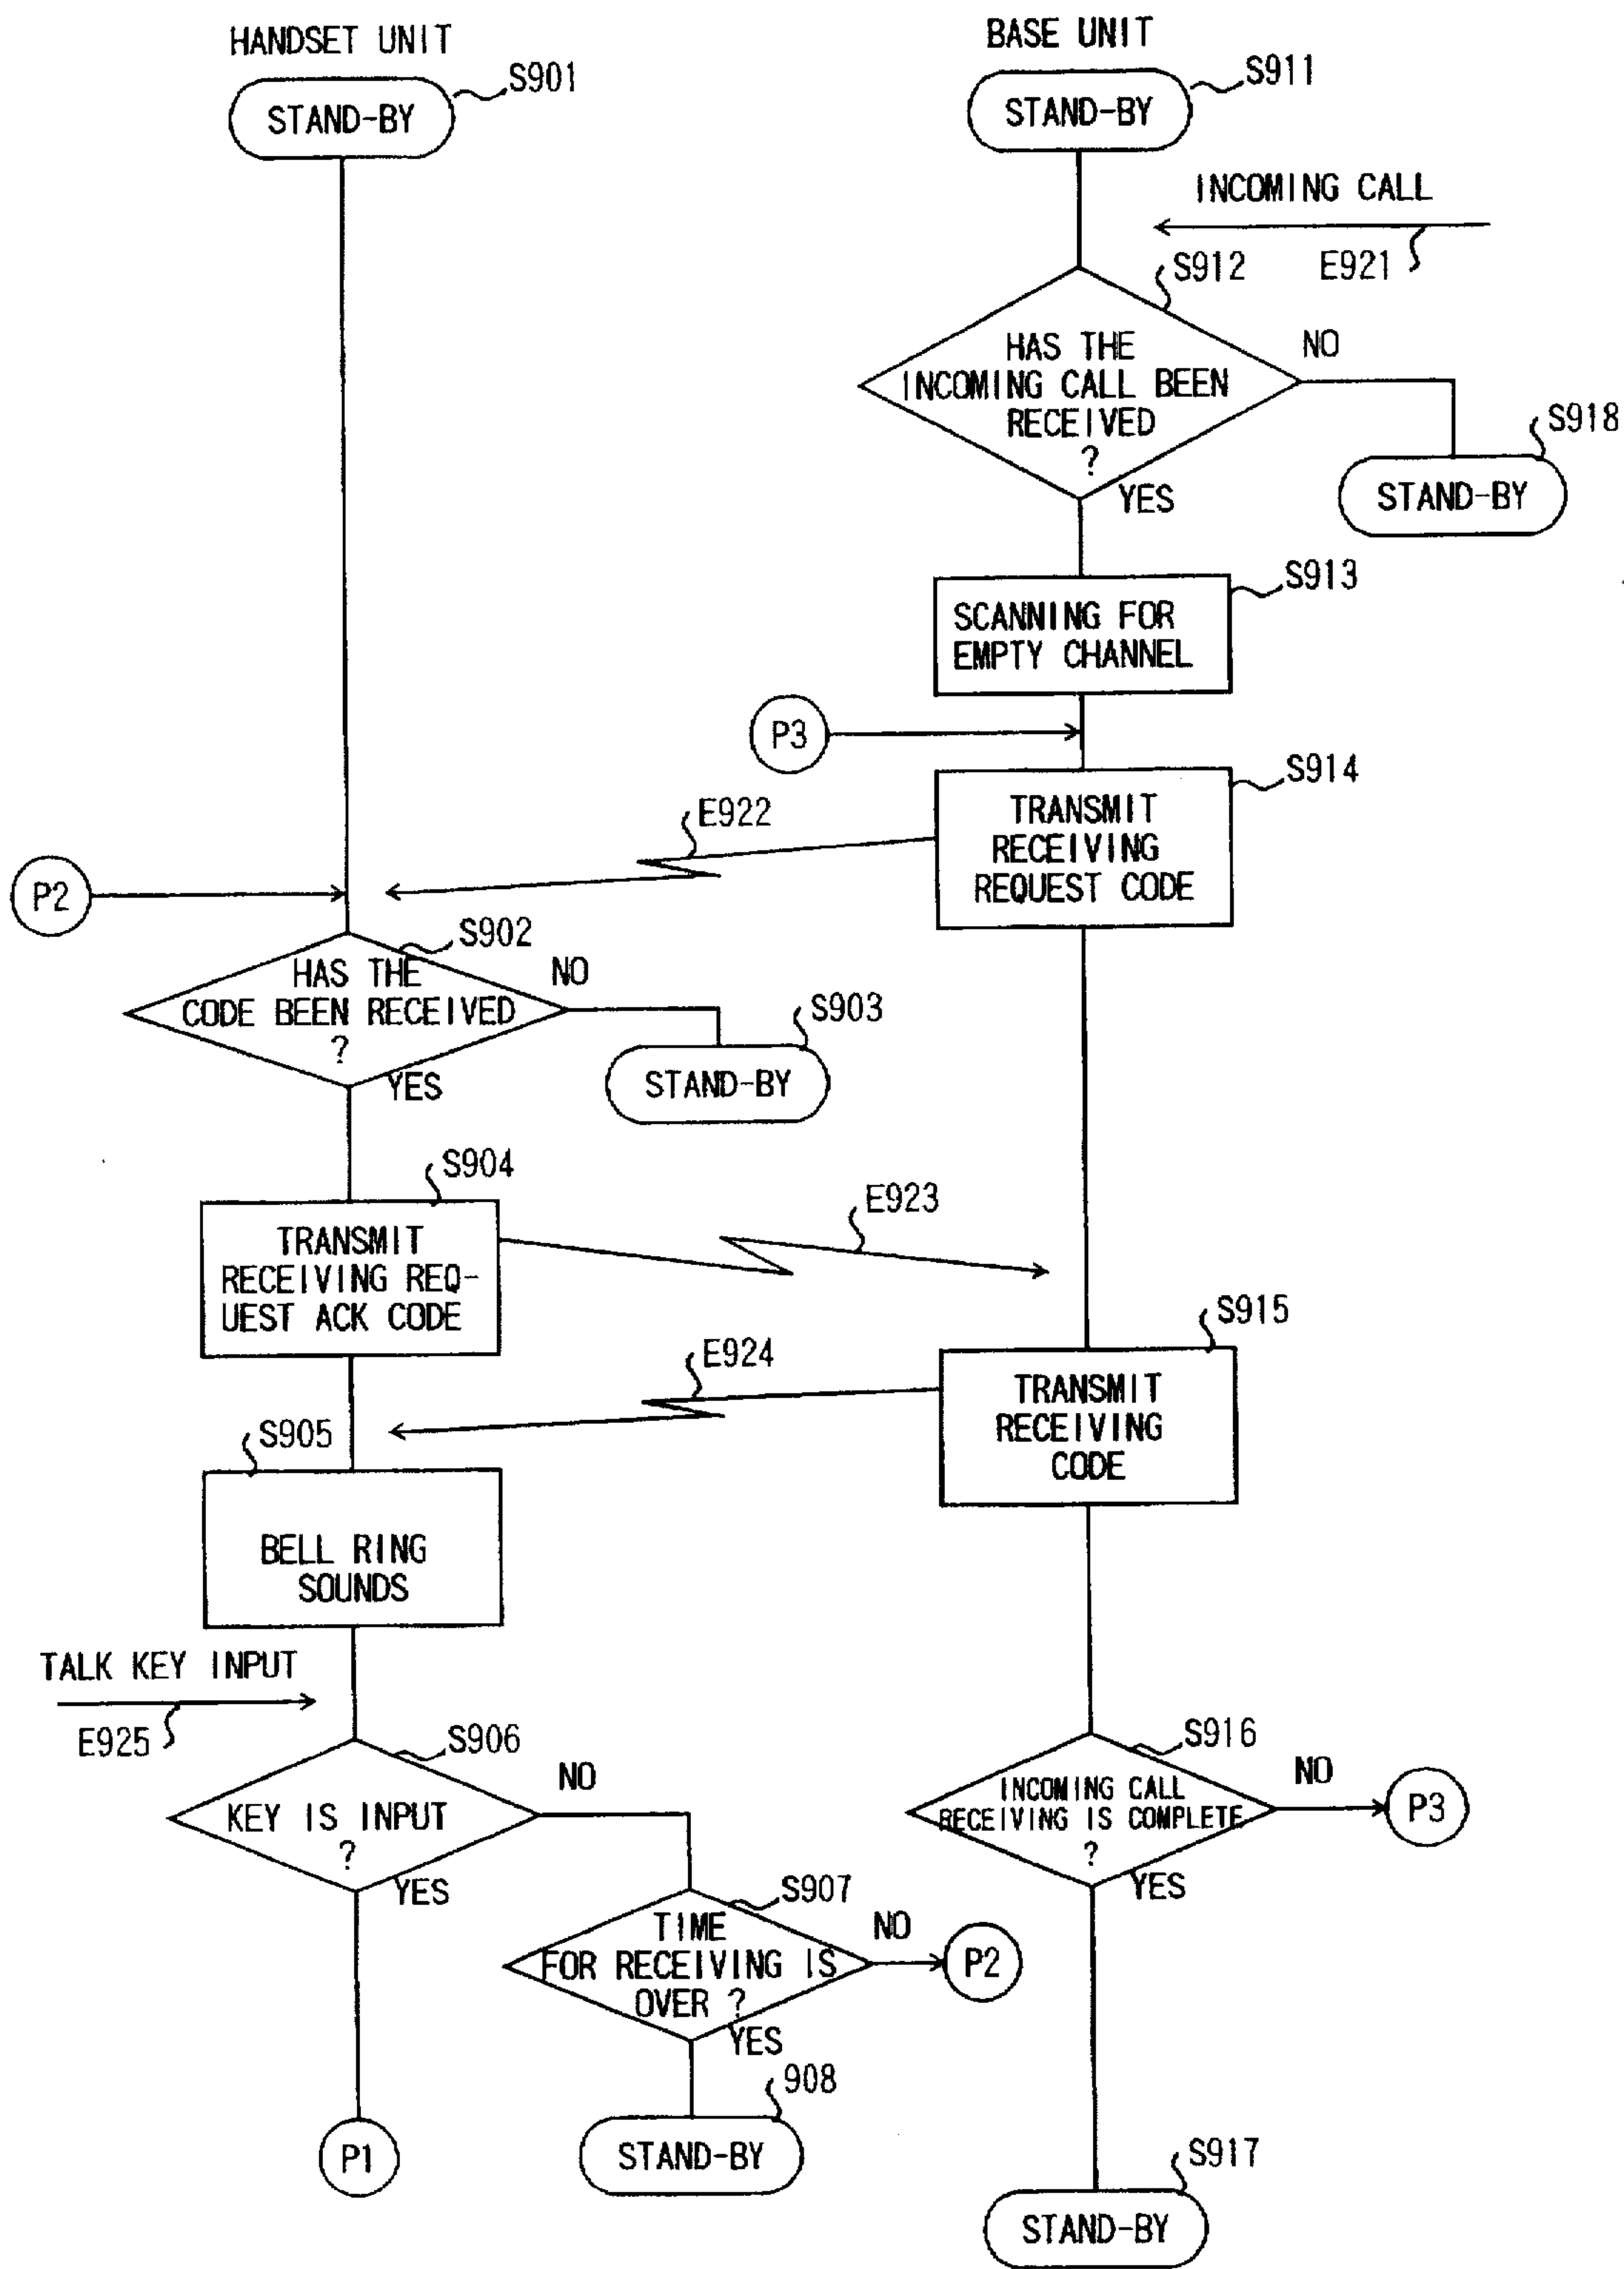 HANDSET UNIT
BASE UNIT
S901
STAND-BY
S911
STAND-BY
INCOMING CALL
E921
S912
HAS THE
INCOMING CALL BEEN
RECEIVED
?
NO
YES
S918
STAND-BY
S913
SCANNING FOR
EMPTY CHANNEL
P3
S914
TRANSMIT
RECEIVING
REQUEST CODE
E922
P2
S902
HAS THE
CODE BEEN RECEIVED
?
NO
YES
S903
STAND-BY
S904
TRANSMIT
RECEIVING REQ-
UEST ACK CODE
E923
S915
TRANSMIT
RECEIVING
CODE
E924
S905
BELL RING
SOUNDS
TALK KEY INPUT
E925
S906
KEY IS INPUT
?
NO
YES
S916
INCOMING CALL
RECEIVING IS COMPLETE
?
NO
P3
YES
S907
TIME
FOR RECEIVING IS
OVER ?
NO
P2
YES
908
STAND-BY
P1
S917
STAND-BY